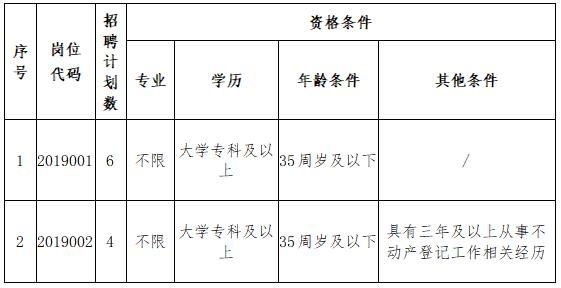 序号
岗位代码
招聘计划数
资格条件
专业
学历
年龄条件
其他条件
1
2019001
6
不限
大学专科及以
上
35周岁及以下
/
2
2019002
4
不限
大学专科及以
上
35周岁及以下
具有三年及以上从事不
动产登记工作相关经历